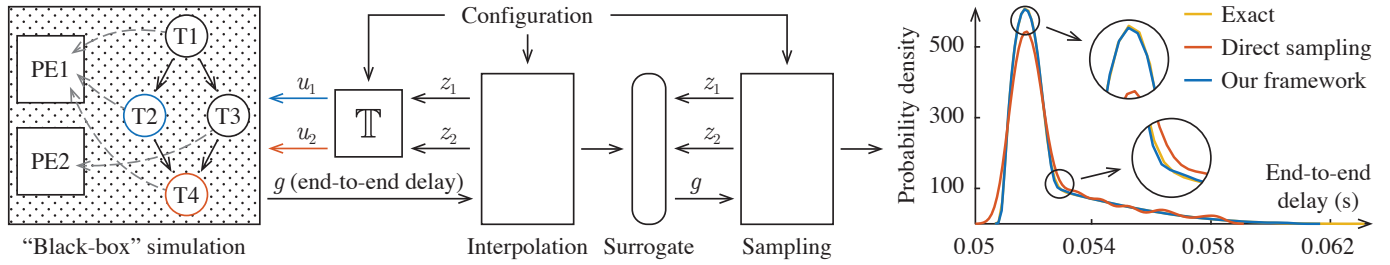 T1
PE1
T2
T3
PE2
T4
“Black-box” simulation
Configuration
u1
u2
𝕋
z1
z2
g (end-to-end delay)
Interpolation
z1
z2
g
Surrogate
Sampling
Probability density
500
300
100
0.05
0.054
0.058
0.062
Exact
Direct sampling
Our framework
End-to-end
delay (s)